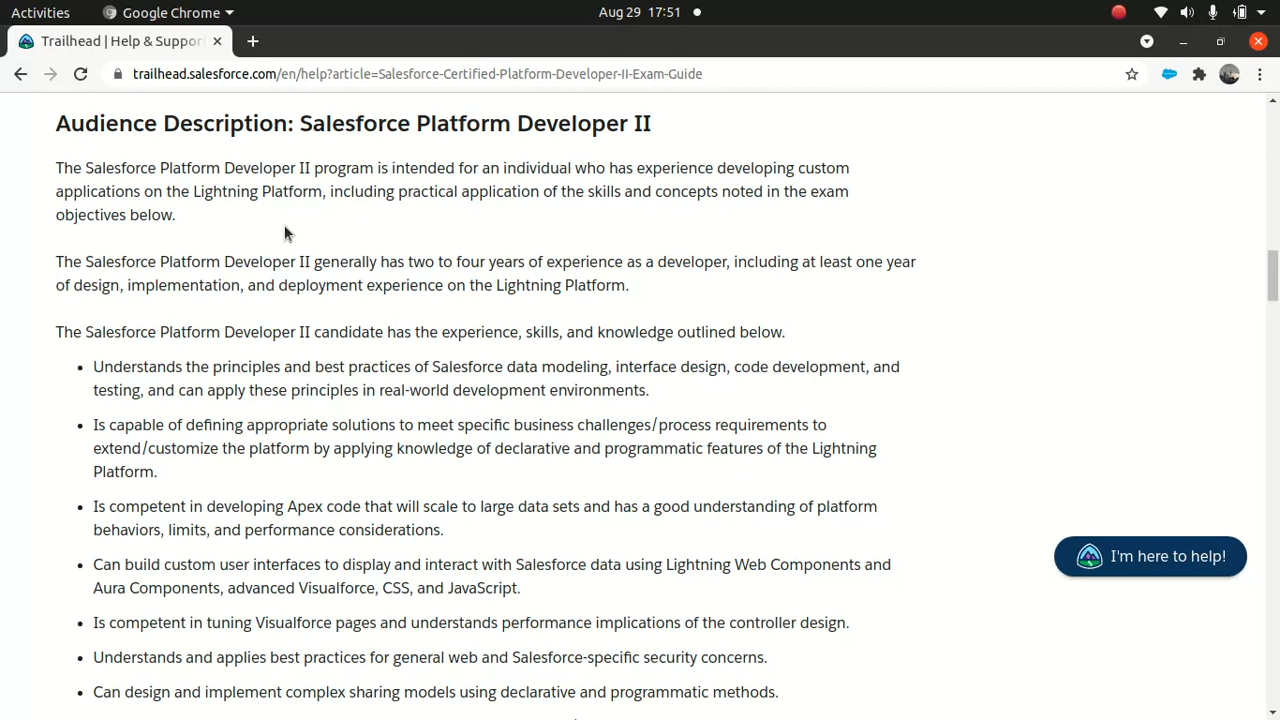 Activities
Google Chrome
Aug 29 17:51
Trailhead | Help & Suppor
trailhead.salesforce.com/en/help?article=Salesforce-Certified-Platform-Developer-II-Exam-Guide
Audience Description: Salesforce Platform Developer II
The Salesforce Platform Developer II program is intended for an individual who has experience developing custom
applications on the Lightning Platform, including practical application of the skills and concepts noted in the exam
objectives below.
The Salesforce Platform Developer II generally has two to four years of experience as a developer, including at least one year
of design, implementation, and deployment experience on the Lightning Platform.
The Salesforce Platform Developer II candidate has the experience, skills, and knowledge outlined below.
• Understands the principles and best practices of Salesforce data modeling, interface design, code development, and
testing, and can apply these principles in real-world development environments.
• Is capable of defining appropriate solutions to meet specific business challenges/process requirements to
extend/customize the platform by applying knowledge of declarative and programmatic features of the Lightning
Platform.
• Is competent in developing Apex code that will scale to large data sets and has a good understanding of platform
behaviors, limits, and performance considerations.
• Can build custom user interfaces to display and interact with Salesforce data using Lightning Web Components and
Aura Components, advanced Visualforce, CSS, and JavaScript.
I'm here to help!
• Is competent in tuning Visualforce pages and understands performance implications of the controller design.
• Understands and applies best practices for general web and Salesforce-specific security concerns.
• Can design and implement complex sharing models using declarative and programmatic methods.